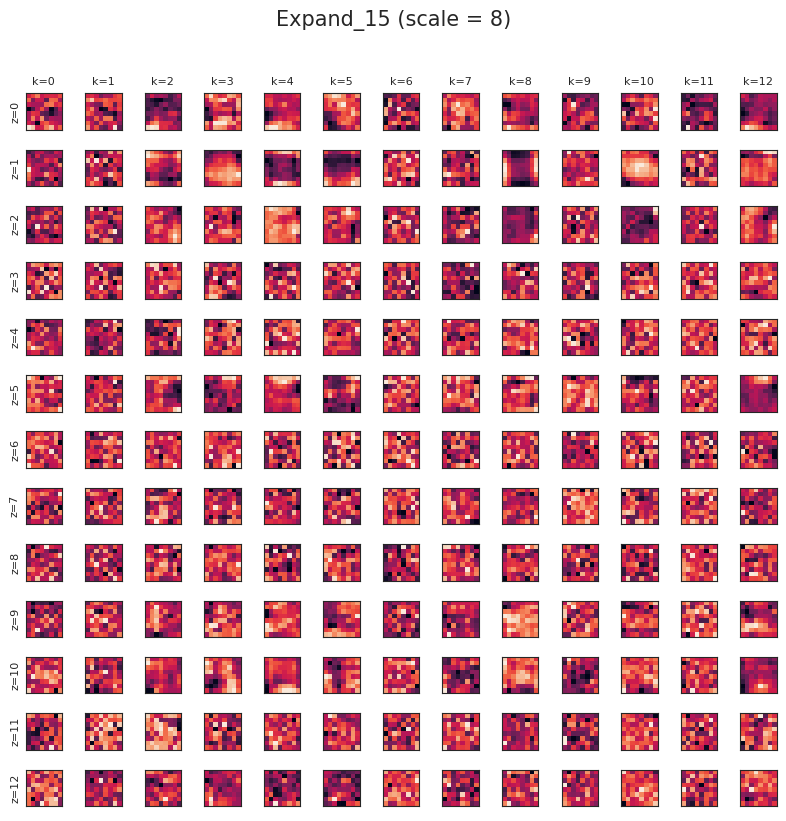 Expand_15 (scale = 8)
k=0 k=1 k=2 k=3 k=4 k=5 k=6 k=7 k=8 k=9 k=10 k=11 k=12
z=0
z=1
z=2
z=3
z=4
z=5
z=6
z=7
z=8
z=9
z=10
z=11
z=12